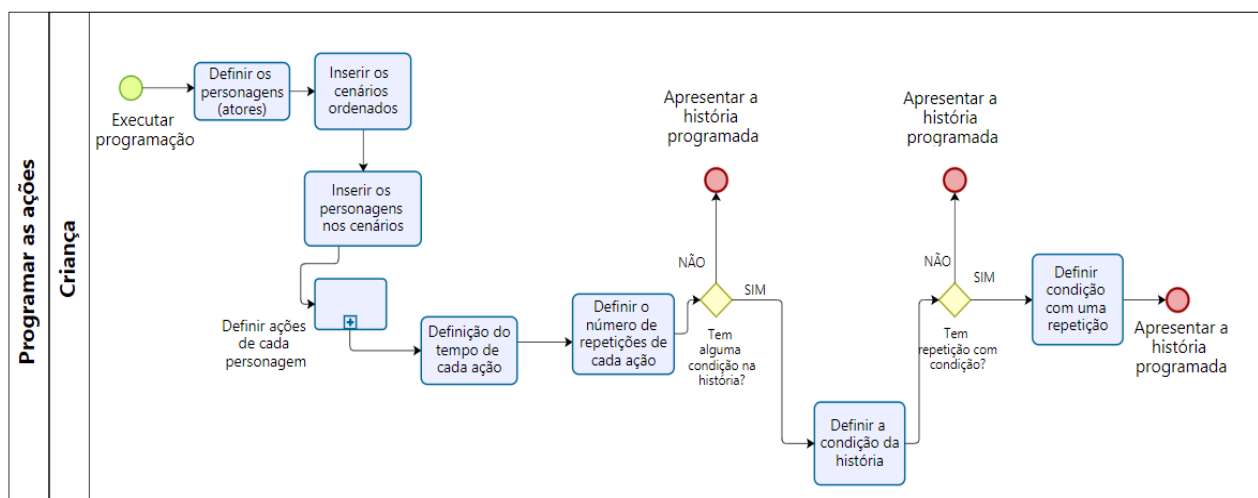 Programar as ações
Criança
Executar
programação
Definir os
personagens
(atores)
Inserir os
cenários
ordenados
Inserir os
personagens
nos cenários
Definir ações
de cada
personagem
Definição do
tempo de
cada ação
Definir o
número de
repetições de
cada ação
Apresentar a
história
programada
NÃO
SIM
Tem
alguma
condição na
história?
Definir a
condição da
história
Apresentar a
história
programada
NÃO
SIM
Tem
repetição com
condição?
Definir
condição
com uma
repetição
Apresentar a
história
programada